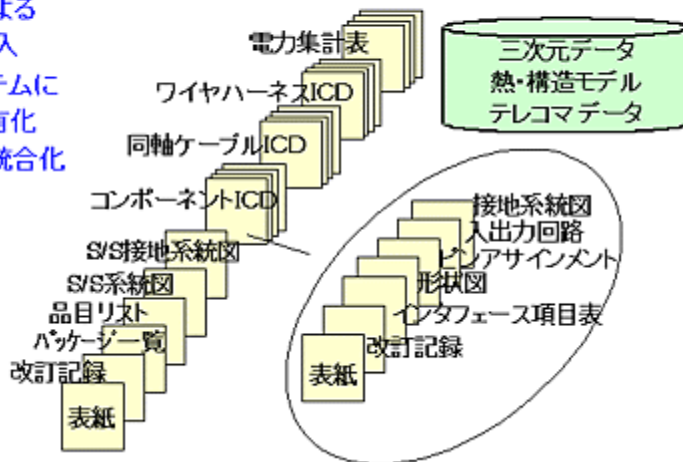 よる
入
テムに
有化
統合化
電力集計表
ワイヤハーネスICD
同軸ケーブルICD
コンポーネントICD
S/S接地系統図
S/S系統図
品目リスト
パッケージ一覧
改訂記録
表紙
三次元データ
熱・構造モデル
テレコマデータ
接地系統図
入出力回路
ピンアサインメント
形状図
インタフェース項目表
改訂記録
表紙